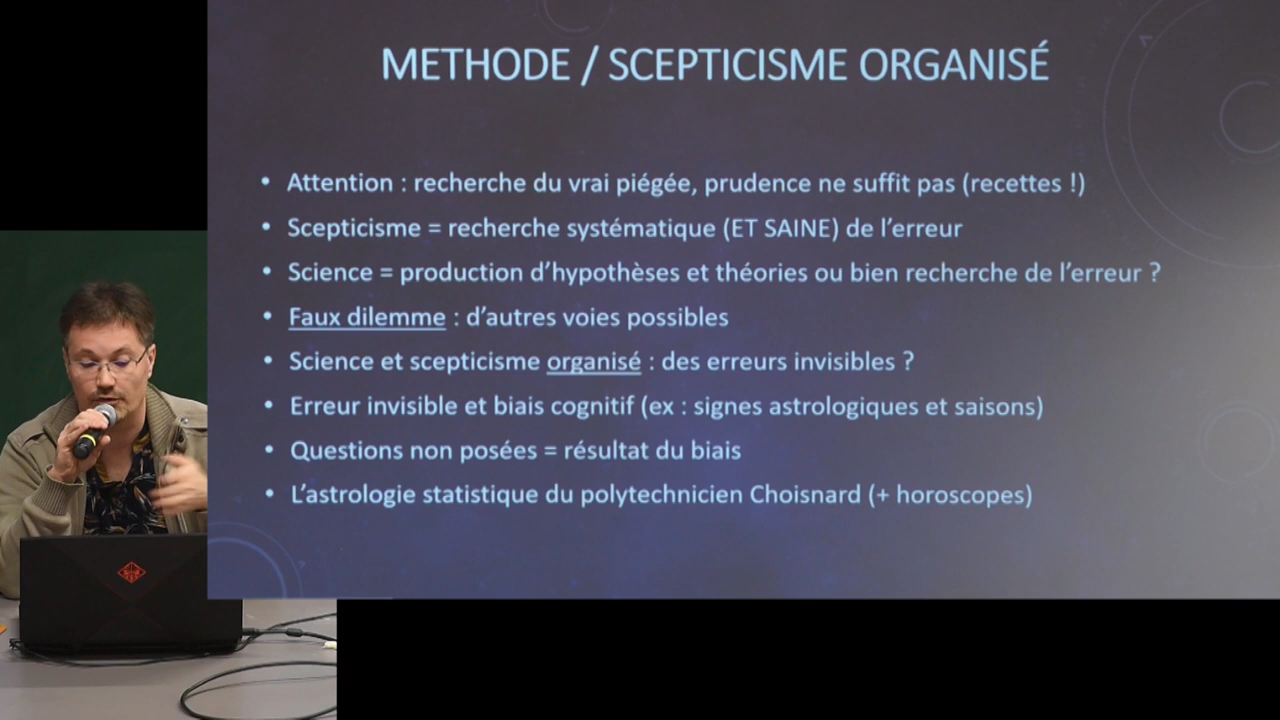 METHODE / SCEPTICISME ORGANISÉ
• Attention : recherche du vrai piégée, prudence ne suffit pas (recettes !)
• Scepticisme = recherche systématique (ET SAINE) de l'erreur
• Science = production d'hypothèses et théories ou bien recherche de l'erreur ?
• Faux dilemme : d'autres voies possibles
• Science et scepticisme organisé : des erreurs invisibles ?
• Erreur invisible et biais cognitif (ex : signes astrologiques et saisons)
• Questions non posées = résultat du biais
• L'astrologie statistique du polytechnicien Choisnard (+ horoscopes)